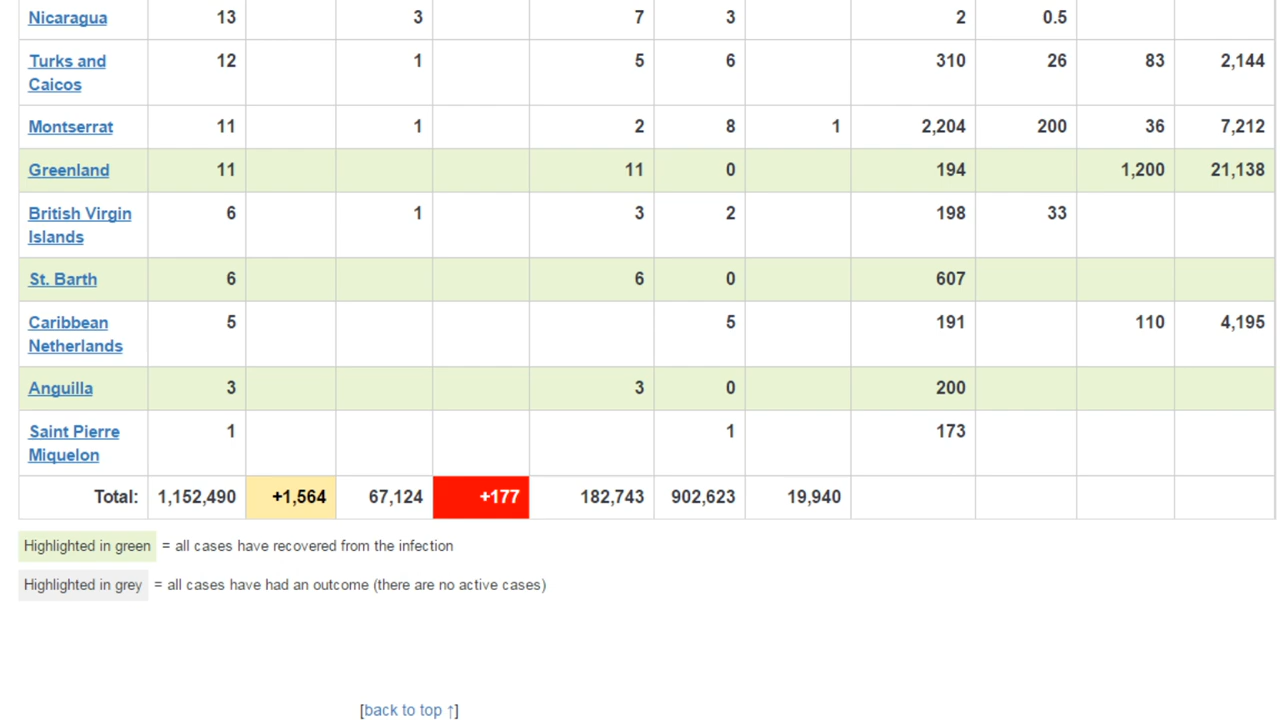 Nicaragua 13 3 7 3 2 0.5
Turks and 12 1 5 6 310 26 83 2,144
Caicos
Montserrat 11 1 2 8 1 2,204 200 36 7,212
Greenland 11 11 0 194 1,200 21,138
British Virgin 6 1 3 2 198 33
Islands
St. Barth 6 6 0 607
Caribbean 5 5 191 110 4,195
Netherlands
Anguilla 3 3 0 200
Saint Pierre 1 1 173
Miquelon
Total: 1,152,490 +1,564 67,124 +177 182,743 902,623 19,940
Highlighted in green = all cases have recovered from the infection
Highlighted in grey = all cases have had an outcome (there are no active cases)
[back to top ↑]